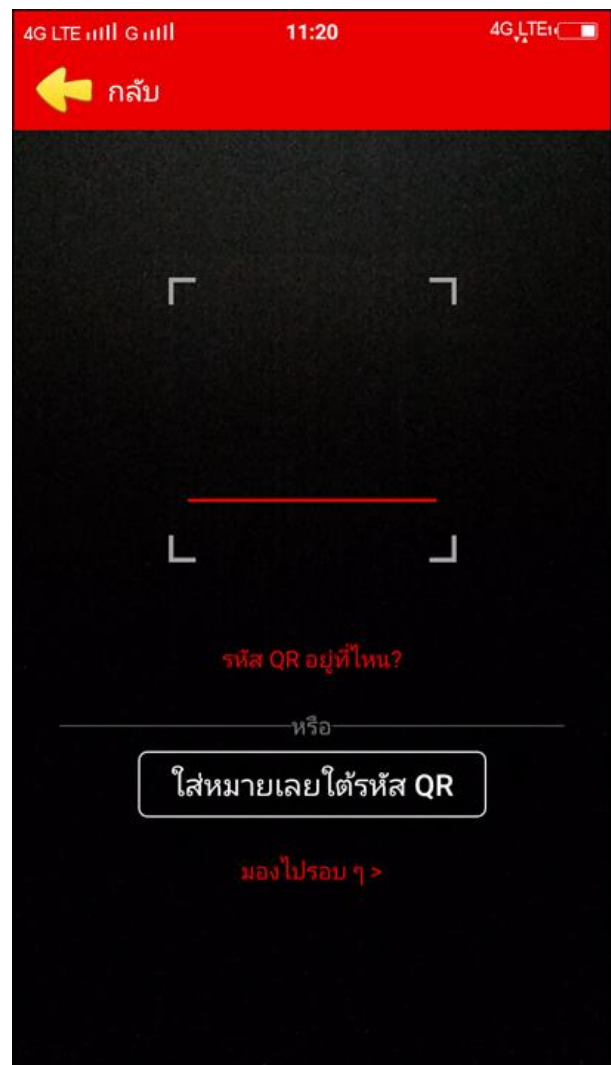 4G LTE G 11:20 4G LTE
กลับ
รหัส QR อยู่ที่ไหน?
หรือ
ใส่หมายเลยใต้รหัส QR
มองไปรอบ ๆ >